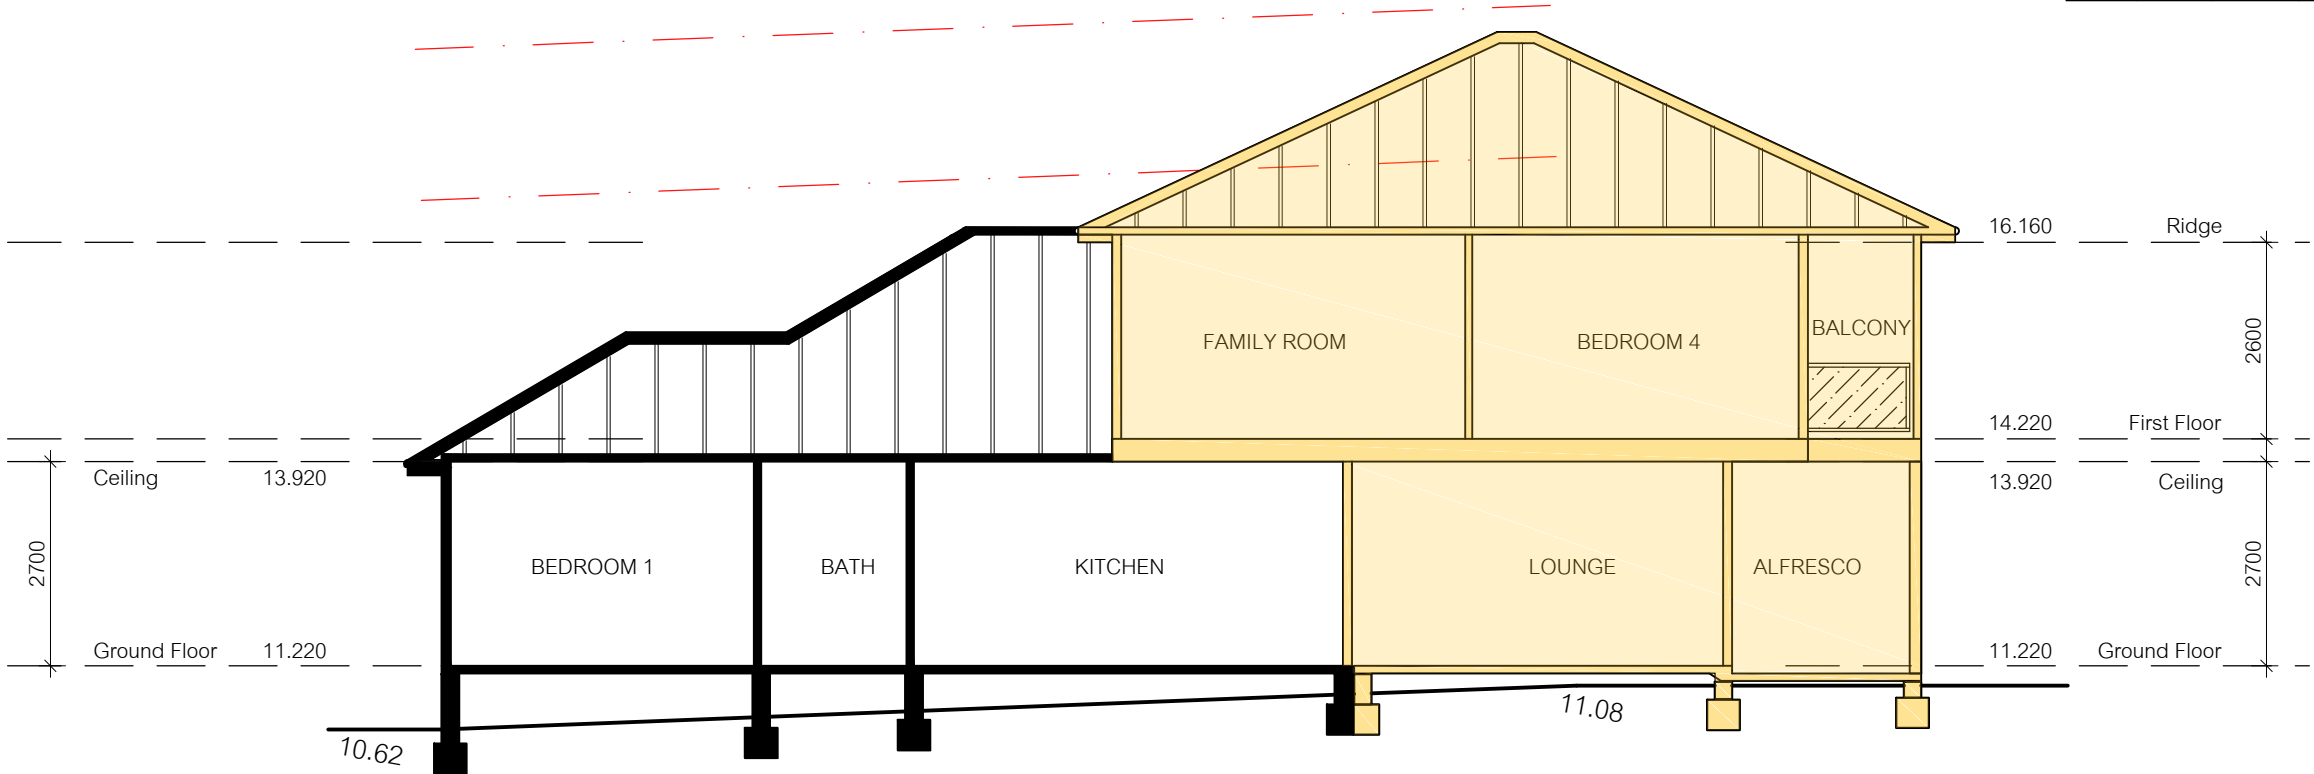 16.160 Ridge
FAMILY ROOM
BEDROOM 4
BALCONY
2600
14.220 First Floor
Ceiling 13.920
13.920 Ceiling
2700
BEDROOM 1
BATH
KITCHEN
LOUNGE
ALFRESCO
2700
Ground Floor 11.220
11.220 Ground Floor
10.62
11.08